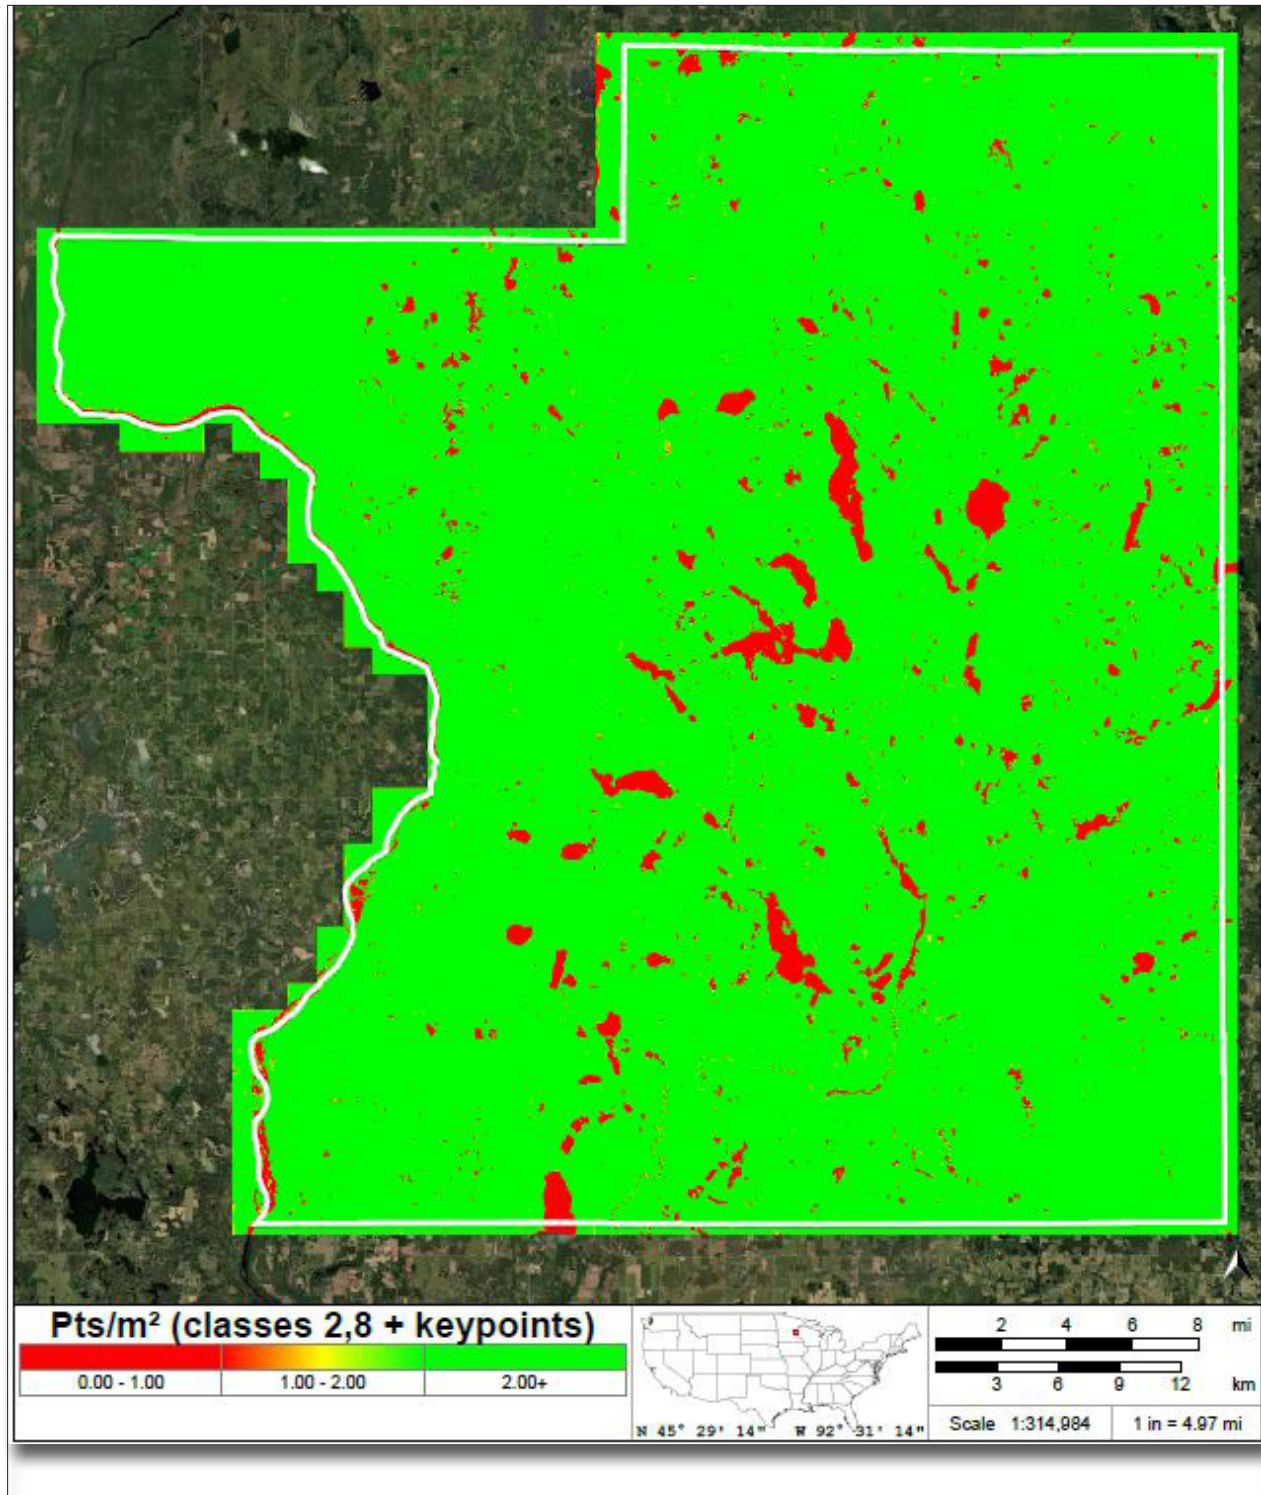 Pts/m² (classes 2,8 + keypoints)
0.00 - 1.00 1.00 - 2.00 2.00+
N 45° 29' 14" W 92° 31' 14"
2 4 6 8 mi
3 6 9 12 km
Scale 1:314,984 1 in = 4.97 mi